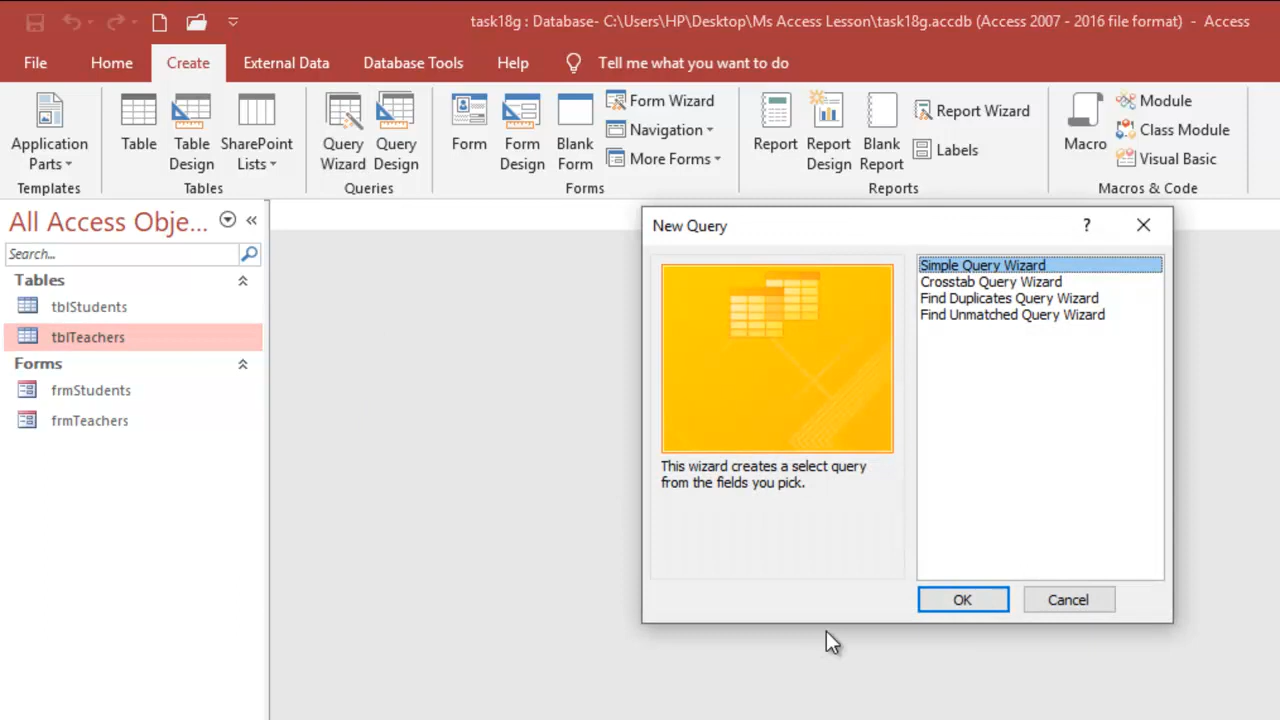 task18g : Database- C:\Users\HP\Desktop\Ms Access Lesson\task18g.accdb (Access 2007 - 2016 file format) - Access
File Home Create External Data Database Tools Help Tell me what you want to do
Application Parts
Templates
Table
Table Design
SharePoint Lists
Tables
Query Wizard
Query Design
Queries
Form
Form Design
Blank Form
Form Wizard
Navigation
More Forms
Forms
Report
Report Design
Blank Report
Report Wizard
Labels
Reports
Macro
Module
Class Module
Visual Basic
Macros & Code
All Access Obje... «
Search...
Tables
tblStudents
tblTeachers
Forms
frmStudents
frmTeachers
New Query ?
Simple Query Wizard
Crosstab Query Wizard
Find Duplicates Query Wizard
Find Unmatched Query Wizard
This wizard creates a select query
from the fields you pick.
OK Cancel